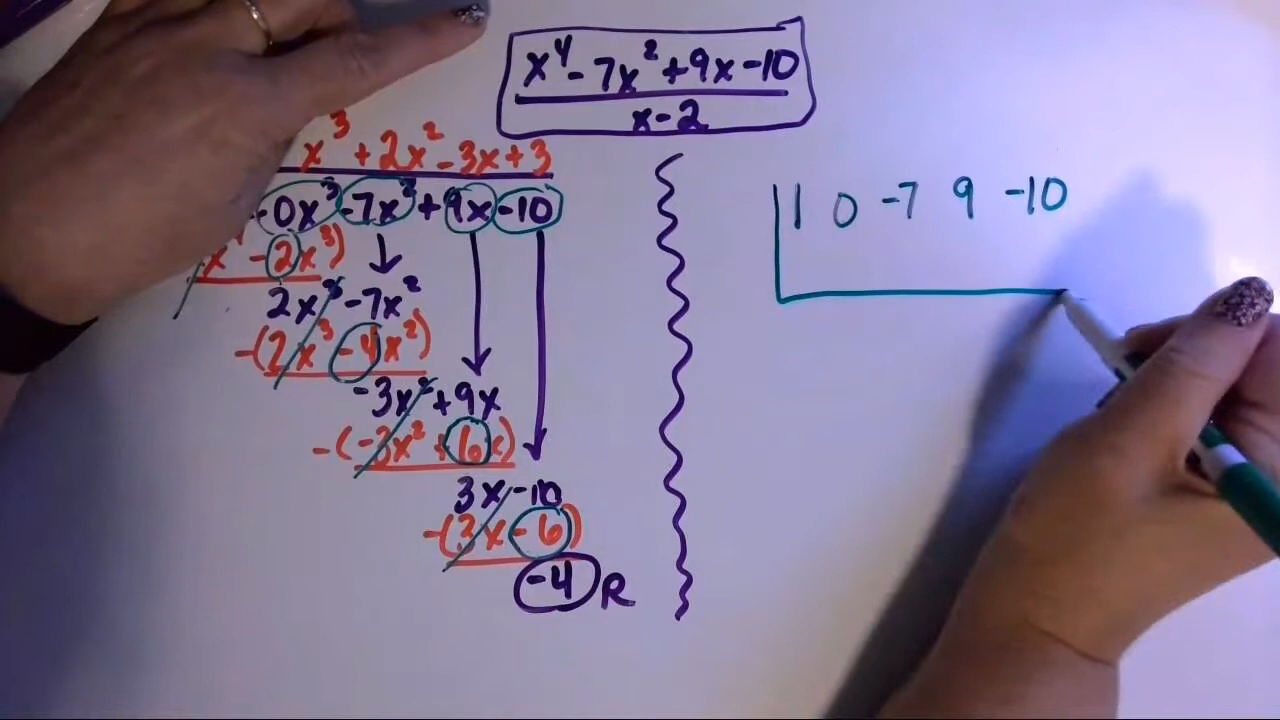 x⁴ - 7x² + 9x - 10
x - 2
x³ + 2x² - 3x + 3
-0x³ -7x² + 9x - 10
x⁴ - 2x³)
2x³ - 7x²
-(2x³ - 4x²)
-3x² + 9x
-(-3x² + 6x)
3x - 10
-(3x - 6)
-4 R
1 0 -7 9 -10